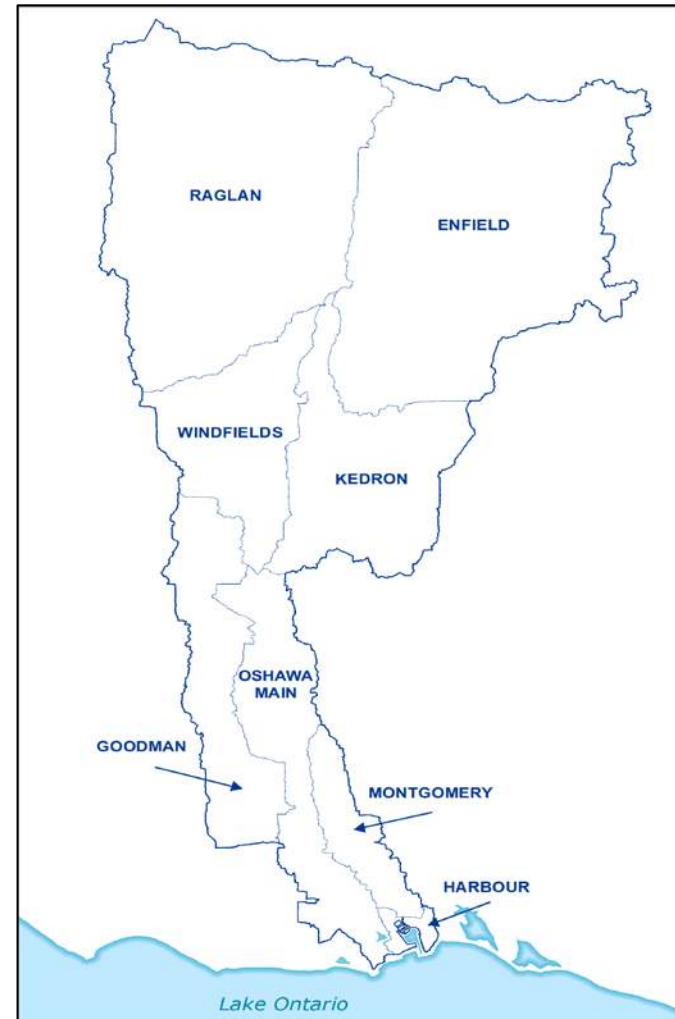 RAGLAN
ENFIELD
WINDFIELDS
KEDRON
OSHAWA
MAIN
GOODMAN
MONTGOMERY
HARBOUR
Lake Ontario